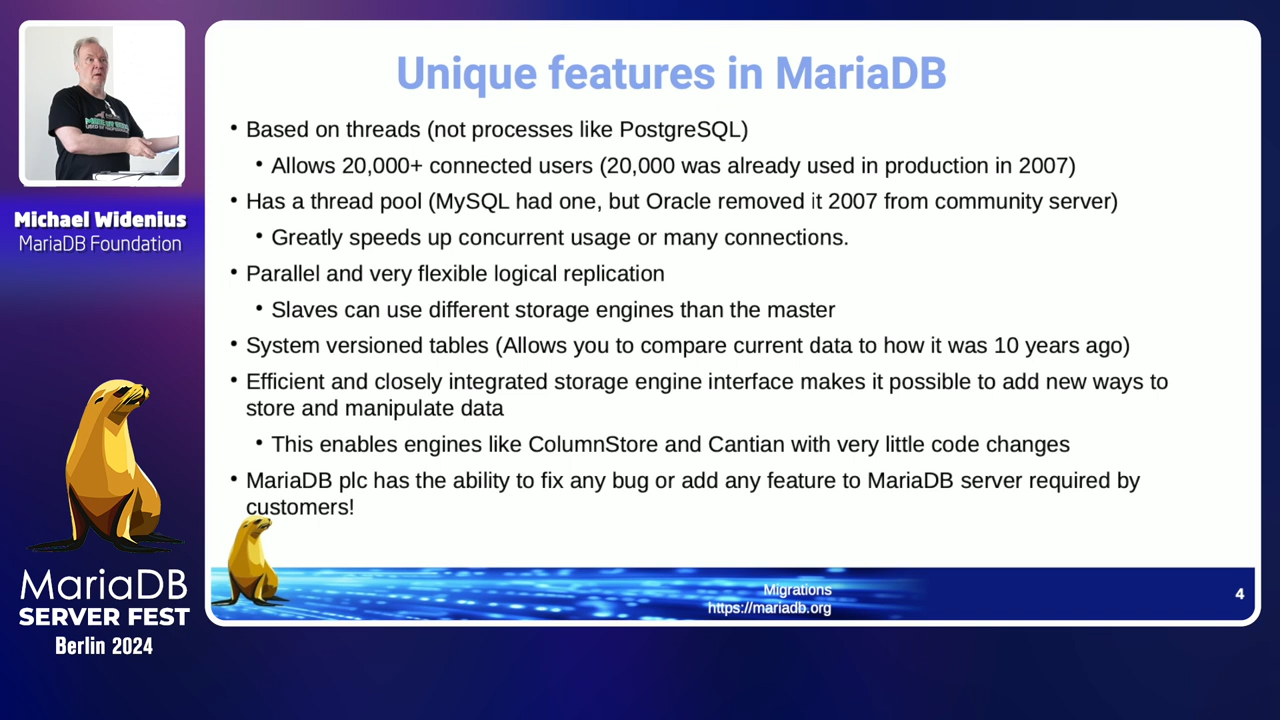 Unique features in MariaDB
• Based on threads (not processes like PostgreSQL)
• Allows 20,000+ connected users (20,000 was already used in production in 2007)
• Has a thread pool (MySQL had one, but Oracle removed it 2007 from community server)
• Greatly speeds up concurrent usage or many connections.
• Parallel and very flexible logical replication
• Slaves can use different storage engines than the master
• System versioned tables (Allows you to compare current data to how it was 10 years ago)
• Efficient and closely integrated storage engine interface makes it possible to add new ways to
store and manipulate data
• This enables engines like ColumnStore and Cantian with very little code changes
• MariaDB plc has the ability to fix any bug or add any feature to MariaDB server required by
customers!
Migrations
https://mariadb.org
4
Michael Widenius
MariaDB Foundation
MariaDB
SERVER FEST
Berlin 2024